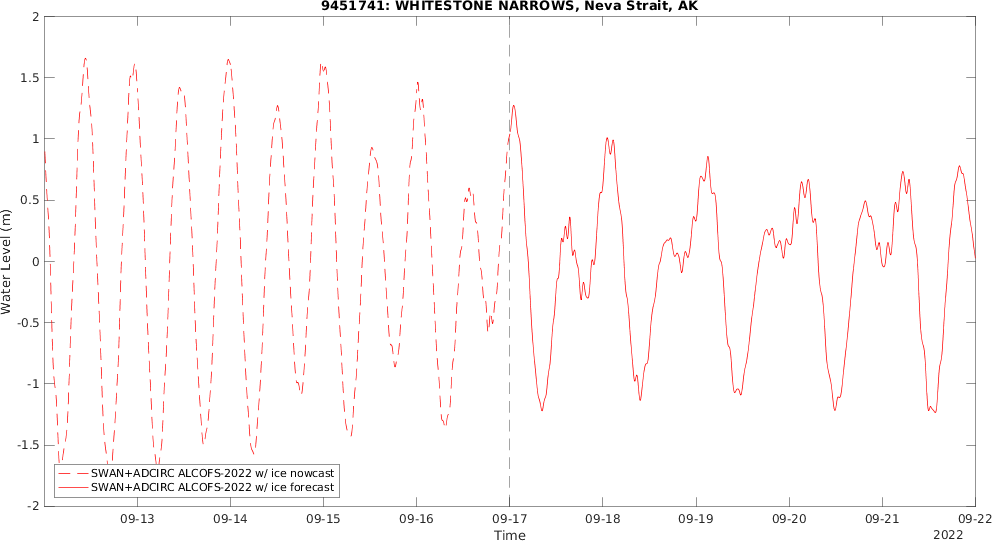 9451741: WHITESTONE NARROWS, Neva Strait, AK
Water Level (m)
2
1.5
1
0.5
0
-0.5
-1
-1.5
-2
SWAN+ADCIRC ALCOFS-2022 w/ ice nowcast
SWAN+ADCIRC ALCOFS-2022 w/ ice forecast
09-13 09-14 09-15 09-16 09-17 09-18 09-19 09-20 09-21 09-22
Time
2022